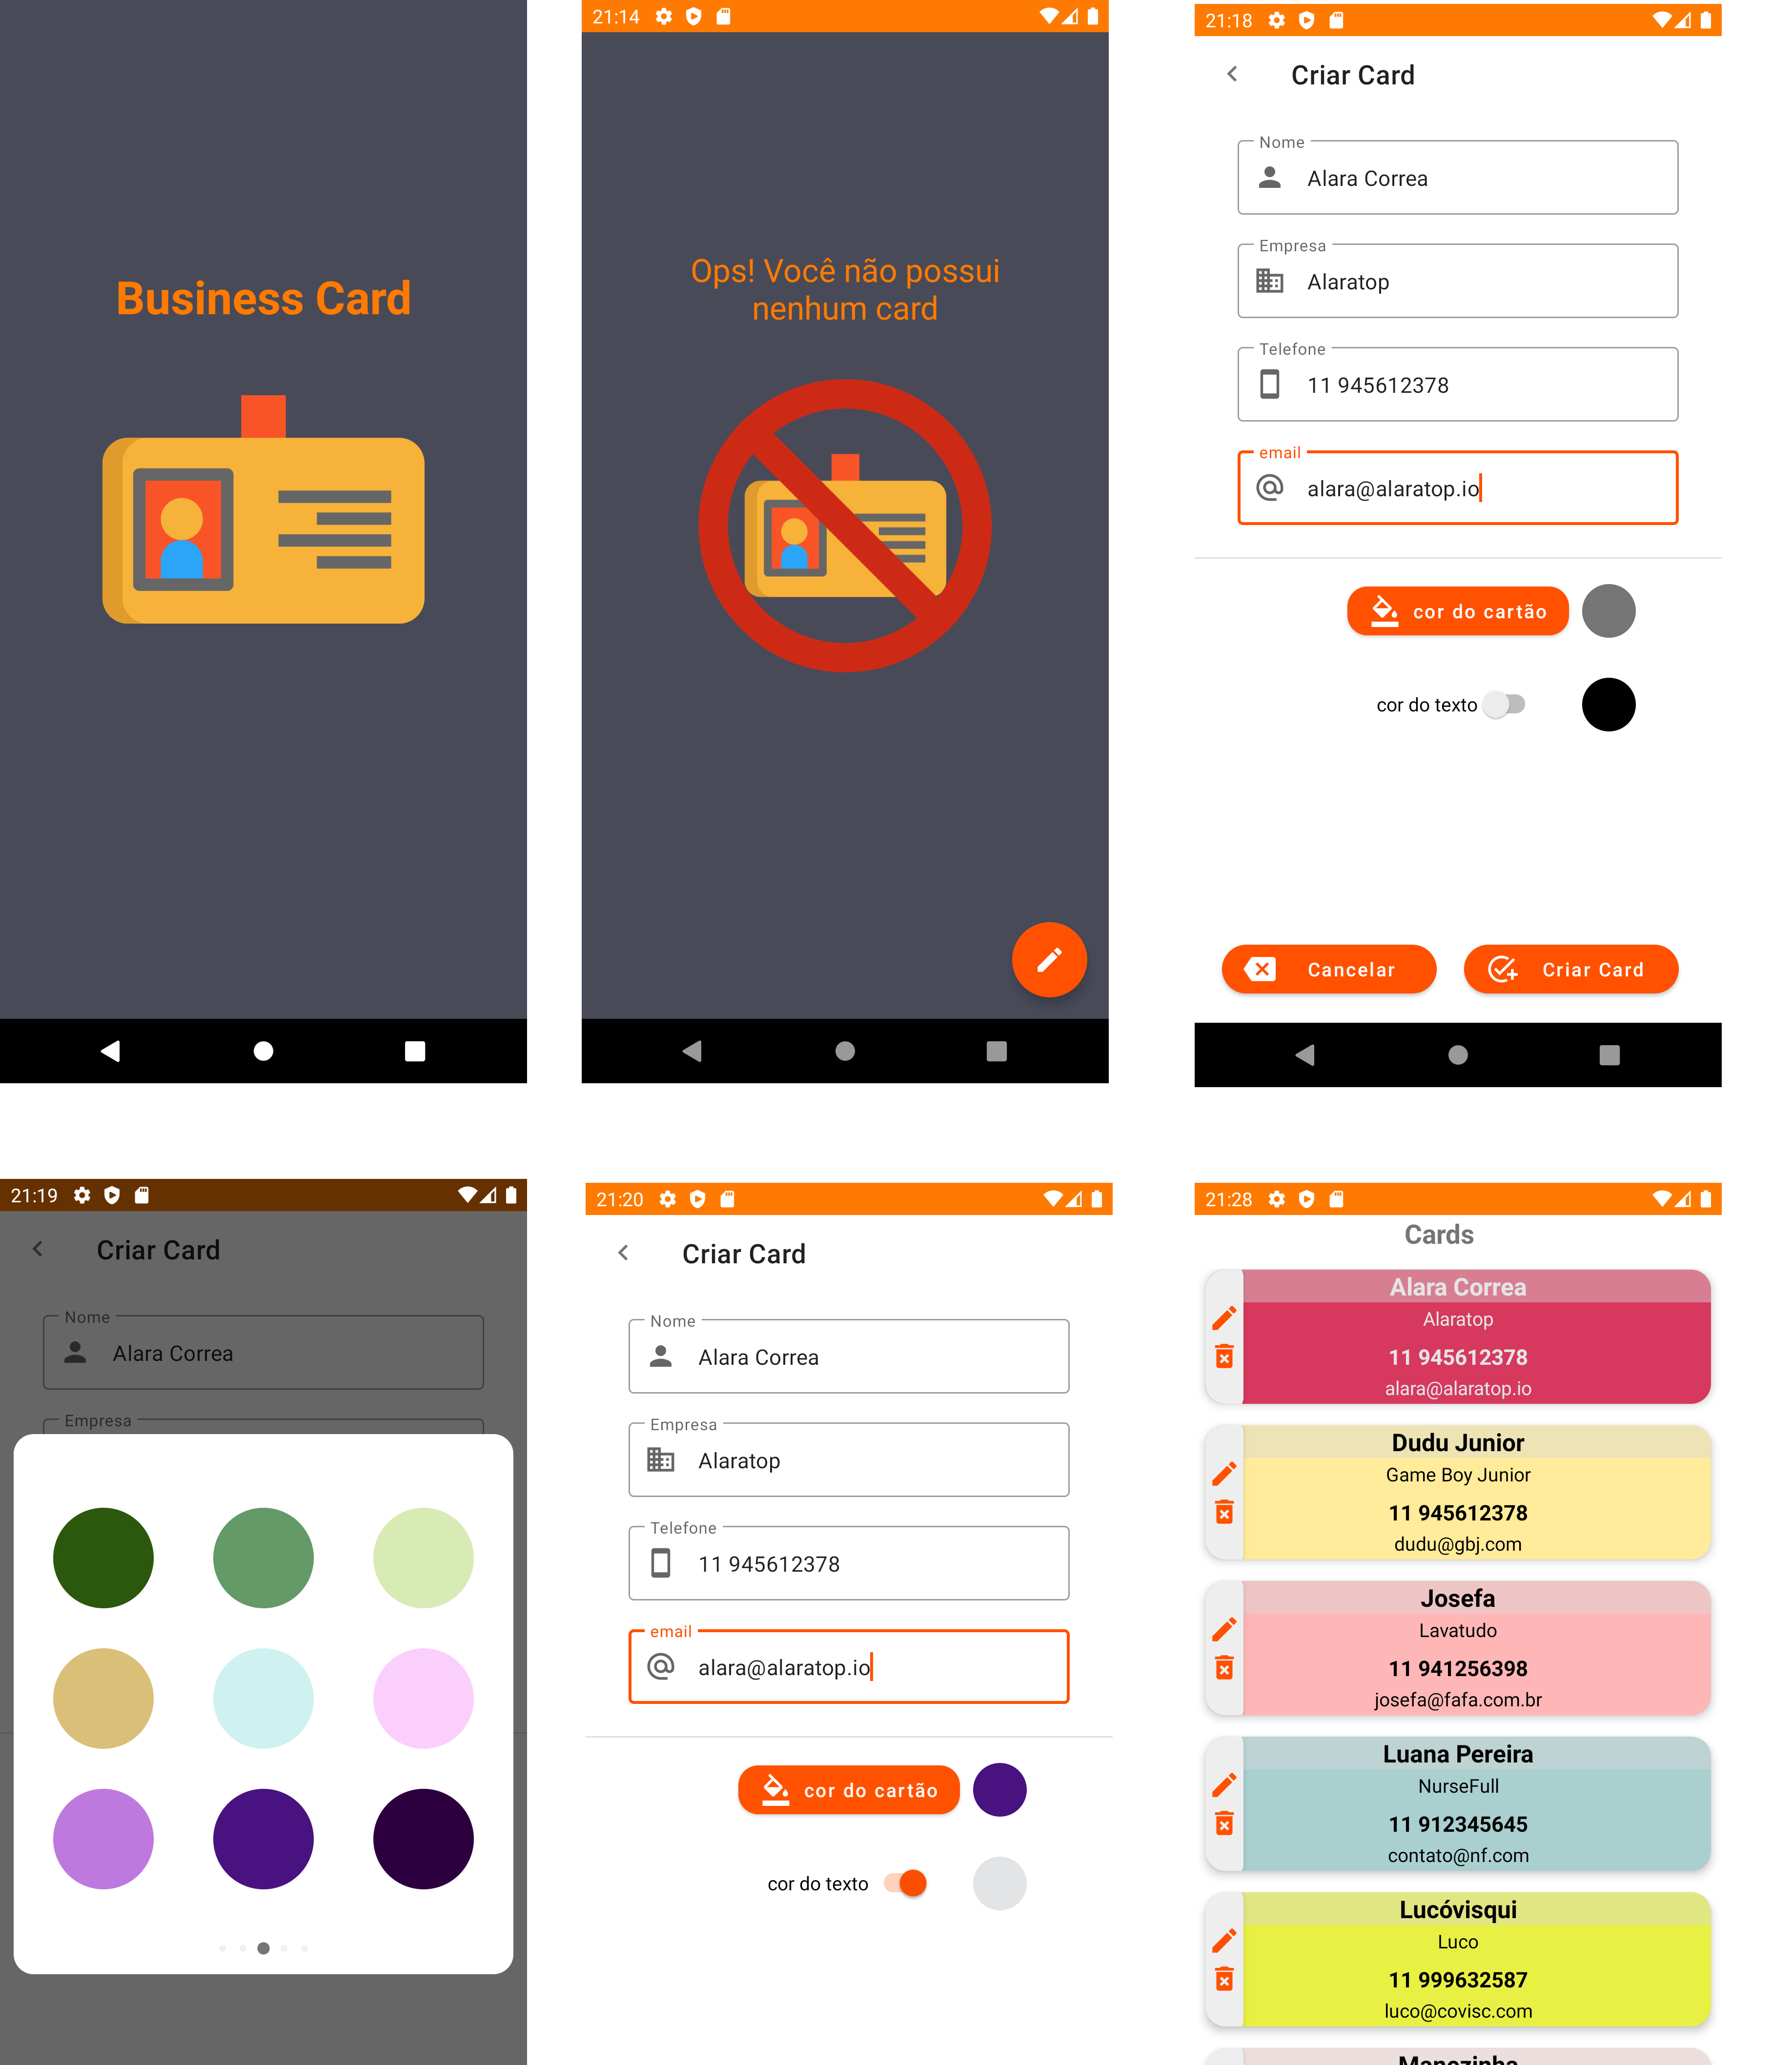 Business Card
21:14
Ops! Você não possui
nenhum card
21:18
Criar Card
Nome
Alara Correa
Empresa
Alaratop
Telefone
11 945612378
email
alara@alaratop.io
cor do cartão
cor do texto
Cancelar
Criar Card
21:19
Criar Card
Nome
Alara Correa
Empresa
21:20
Criar Card
Nome
Alara Correa
Empresa
Alaratop
Telefone
11 945612378
email
alara@alaratop.io
cor do cartão
cor do texto
21:28
Cards
Alara Correa
Alaratop
11 945612378
alara@alaratop.io
Dudu Junior
Game Boy Junior
11 945612378
dudu@gbj.com
Josefa
Lavatudo
11 941256398
josefa@fafa.com.br
Luana Pereira
NurseFull
11 912345645
contato@nf.com
Lucóvisqui
Luco
11 999632587
luco@covisc.com